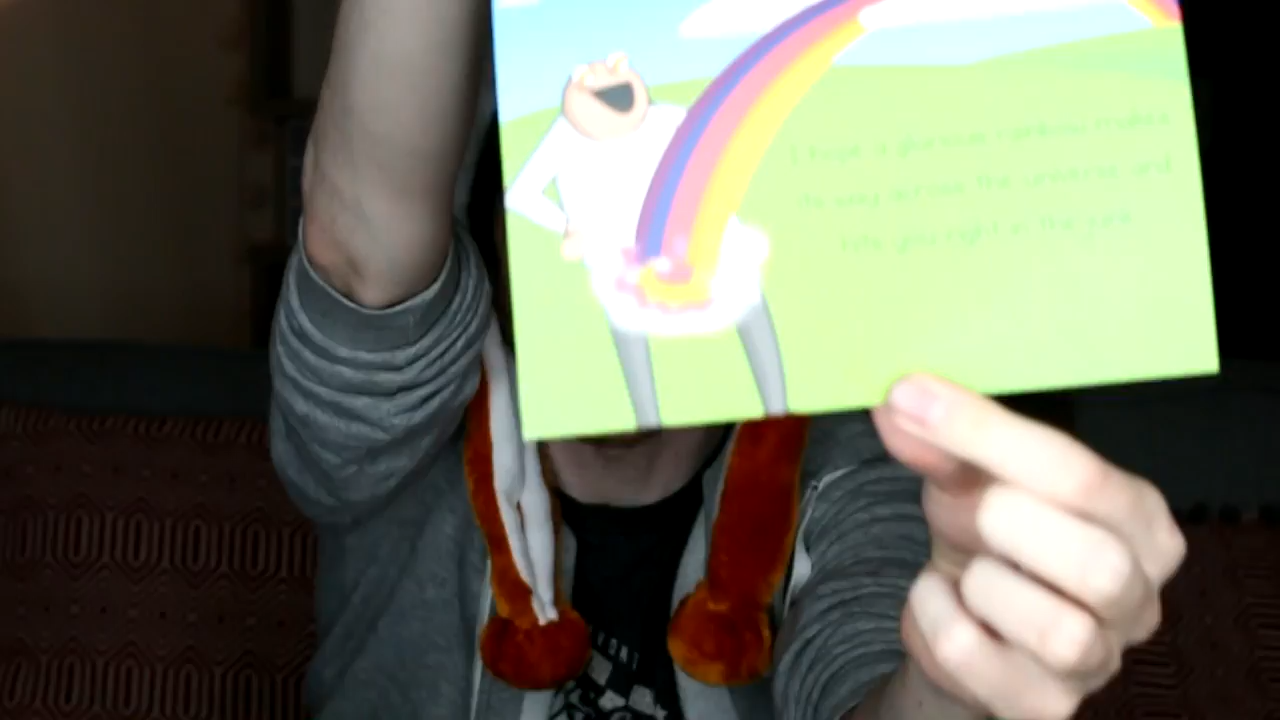 I hope a glorious rainbow makes
its way across the universe and
hits you right in the